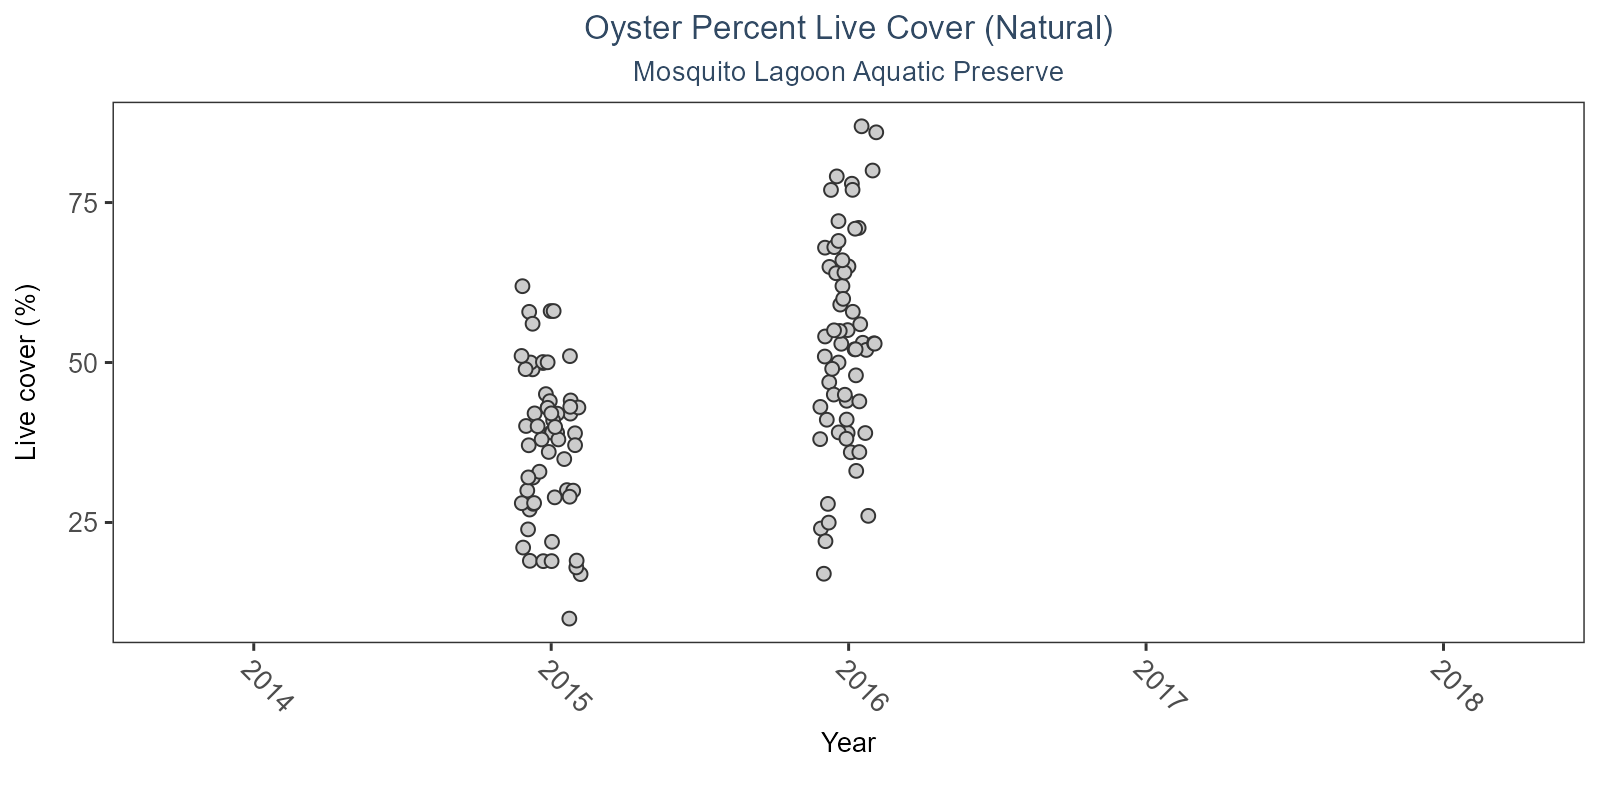 Oyster Percent Live Cover (Natural)
Mosquito Lagoon Aquatic Preserve
Live cover (%)
75
50
25
2014
2015
2016
2017
2018
Year